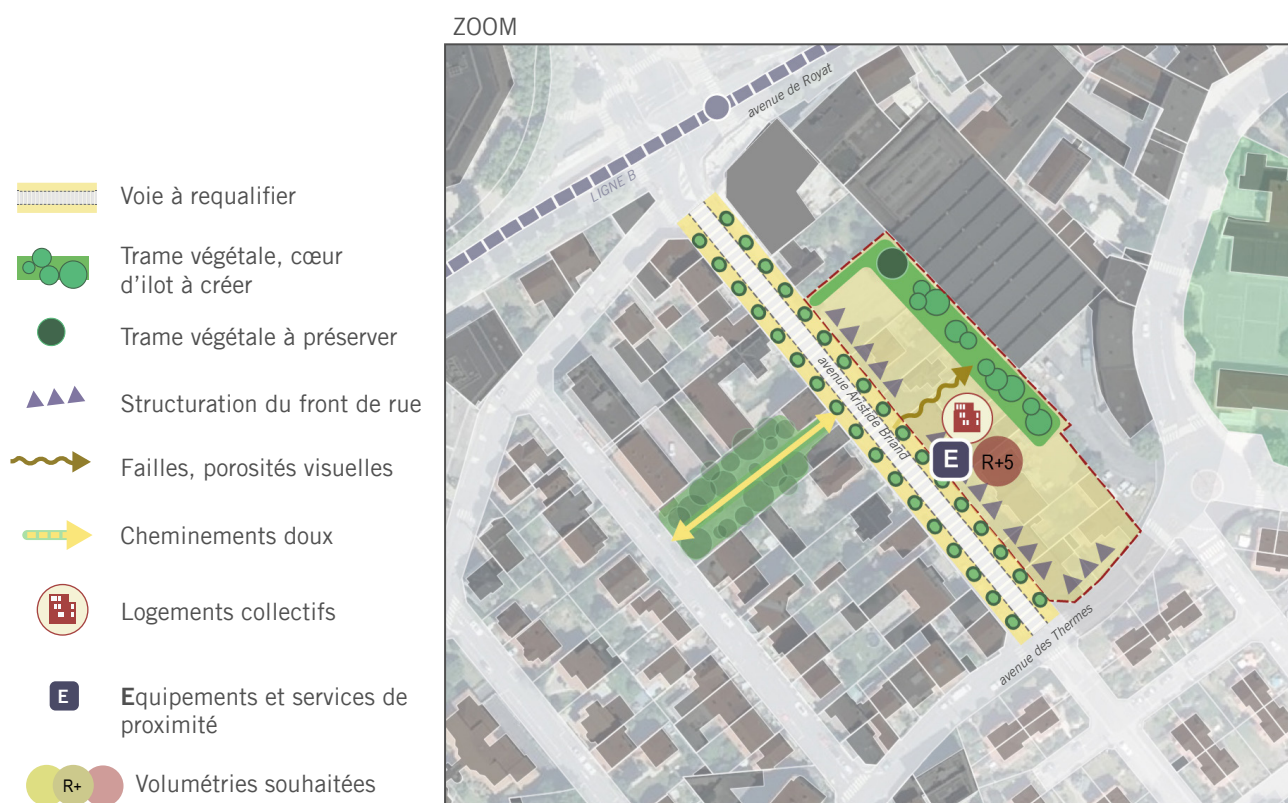 ZOOM
Voie à requalifier
Trame végétale, cœur
d'ilot à créer
Trame végétale à préserver
Structuration du front de rue
Failles, porosités visuelles
Cheminements doux
Logements collectifs
E
Equipements et services de
proximité
R+
Volumétries souhaitées
avenue de Royat
LIGNE B
avenue Aristide Briand
E
R+5
avenue des Thermes